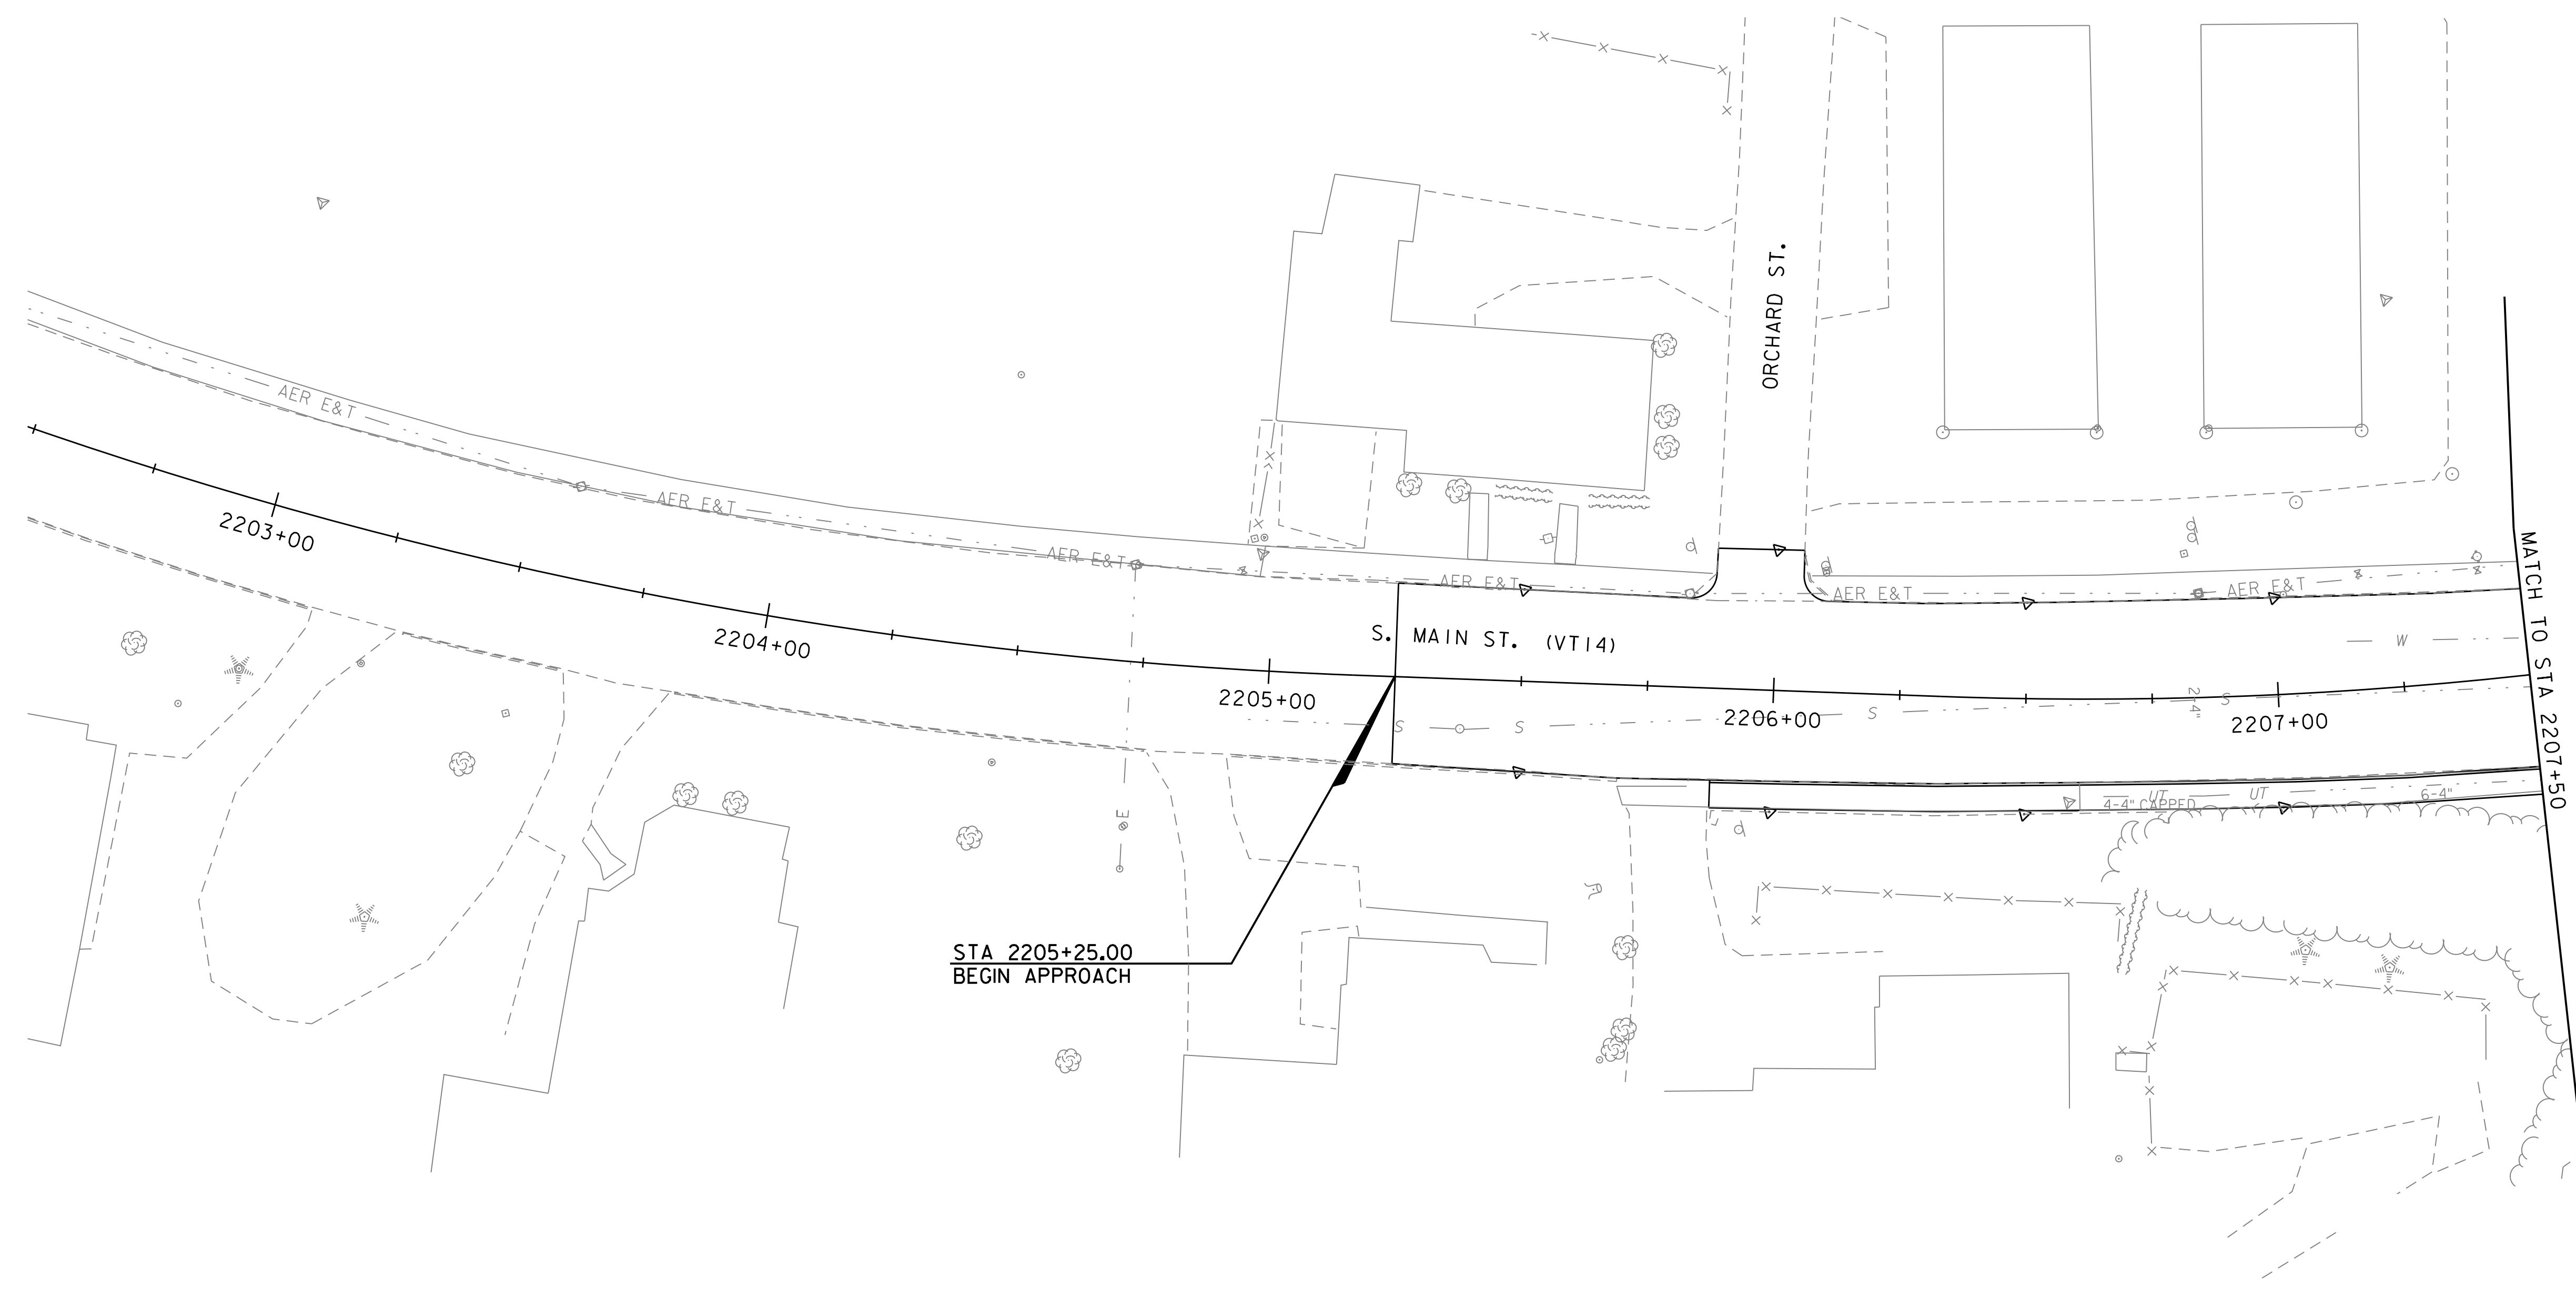 ORCHARD ST.
AER E&T
AER E&T
AER E&T
AER E&T
AER E&T
AER E&T
2203+00
2204+00
2205+00
2206+00
2207+00
S. MAIN ST. (VT14)
W
S
S
S
S
24"
E
UT
UT
4-4" CAPPED
6-4"
MATCH TO STA 2207+50
STA 2205+25.00
BEGIN APPROACH